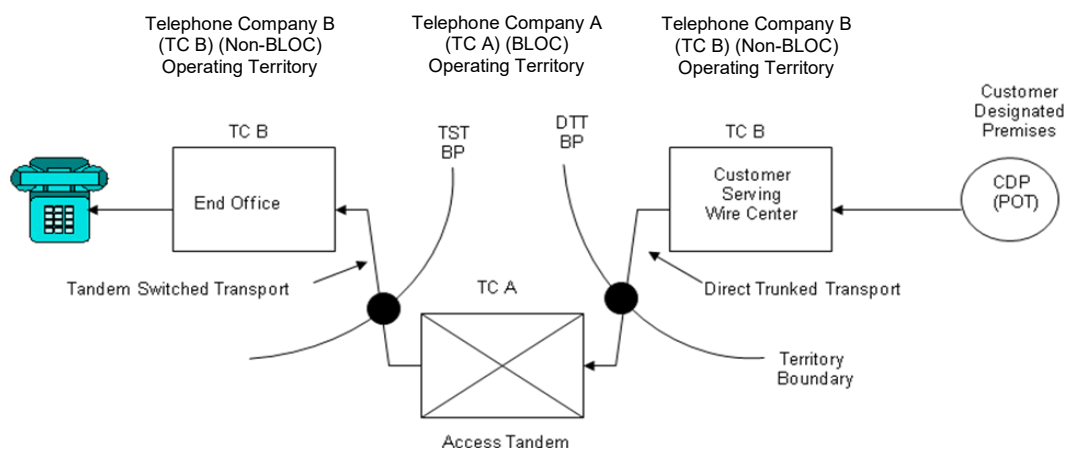 Telephone Company B
(TC B) (Non-BLOC)
Operating Territory
Telephone Company A
(TC A) (BLOC)
Operating Territory
Telephone Company B
(TC B) (Non-BLOC)
Operating Territory
Customer
Designated
Premises
TC B
TST
BP
DTT
BP
TC B
End Office
Customer
Serving
Wire Center
CDP
(POT)
Tandem Switched Transport
TC A
Direct Trunked Transport
Territory
Boundary
Access Tandem